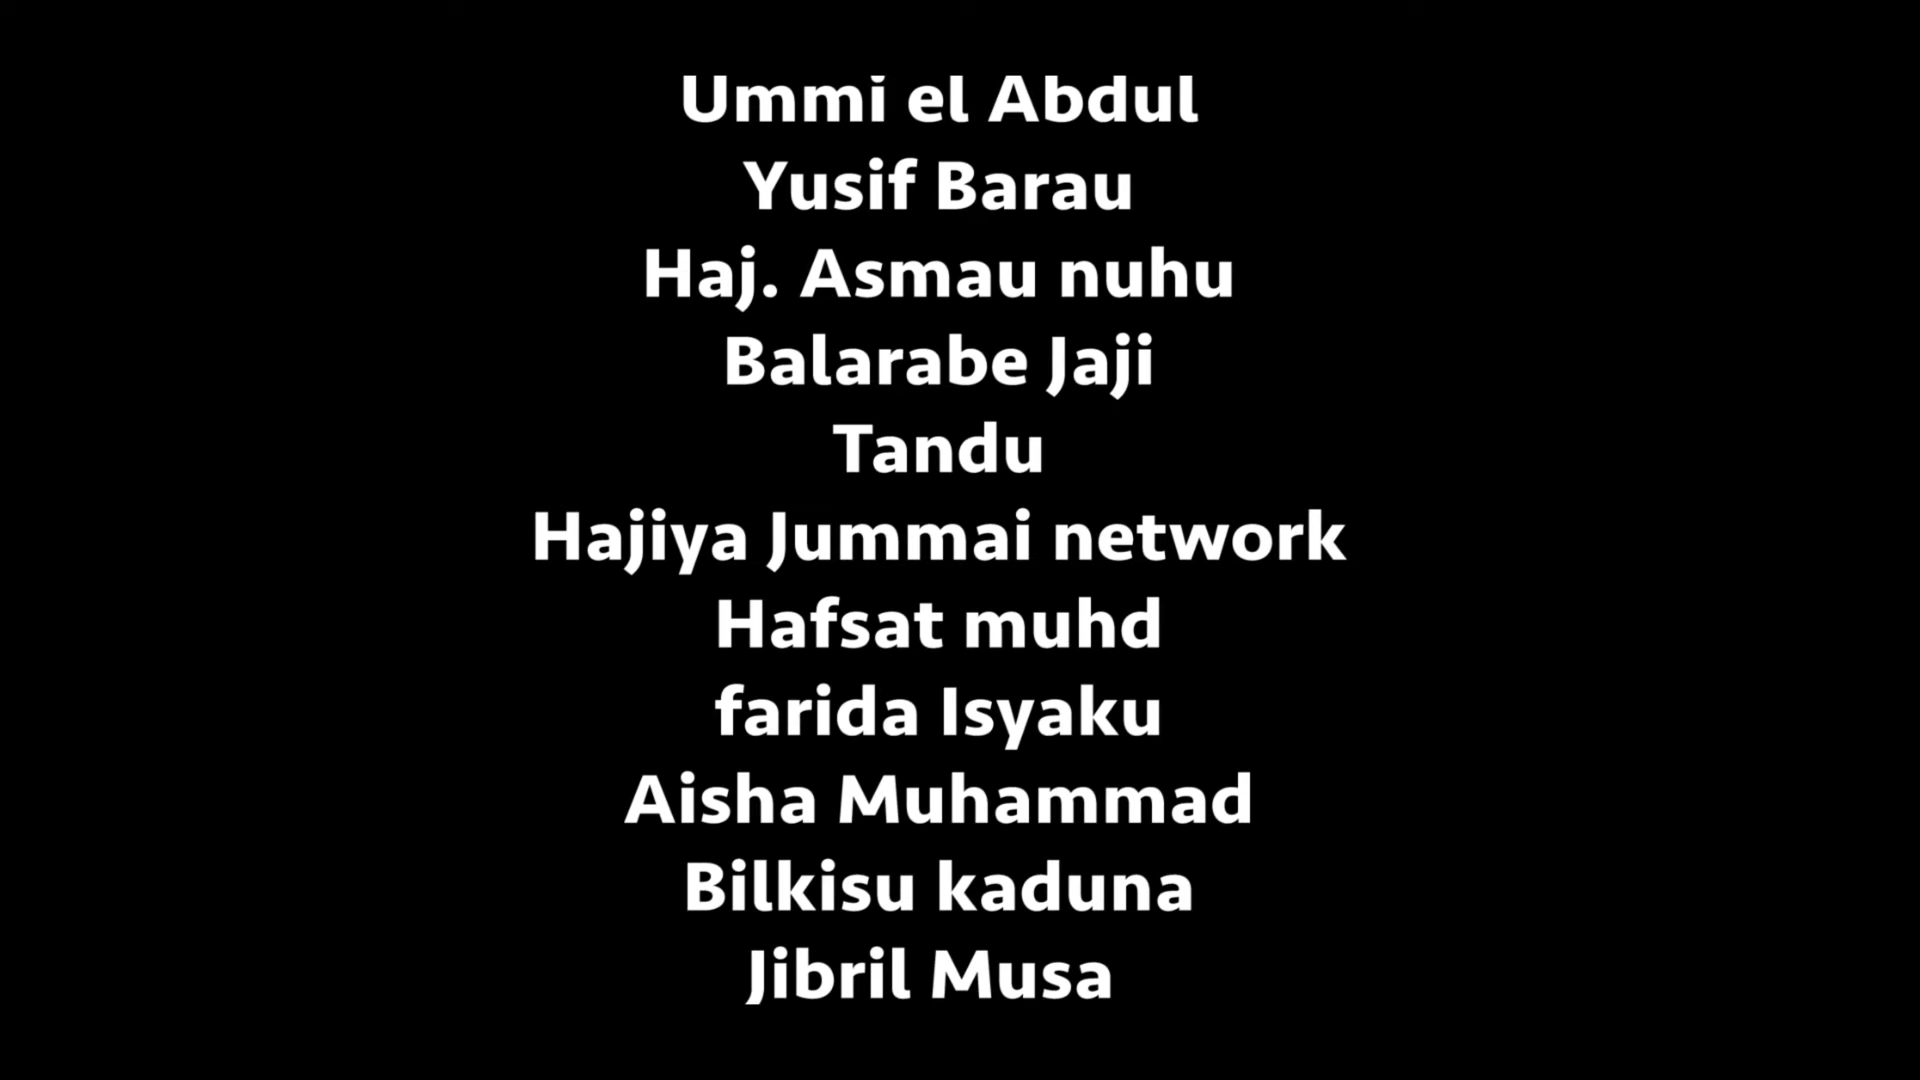 Ummi el Abdul
Yusif Barau
Haj. Asmau nuhu
Balarabe Jaji
Tandu
Hajiya Jummai network
Hafsat muhd
farida Isyaku
Aisha Muhammad
Bilkisu kaduna
Jibril Musa